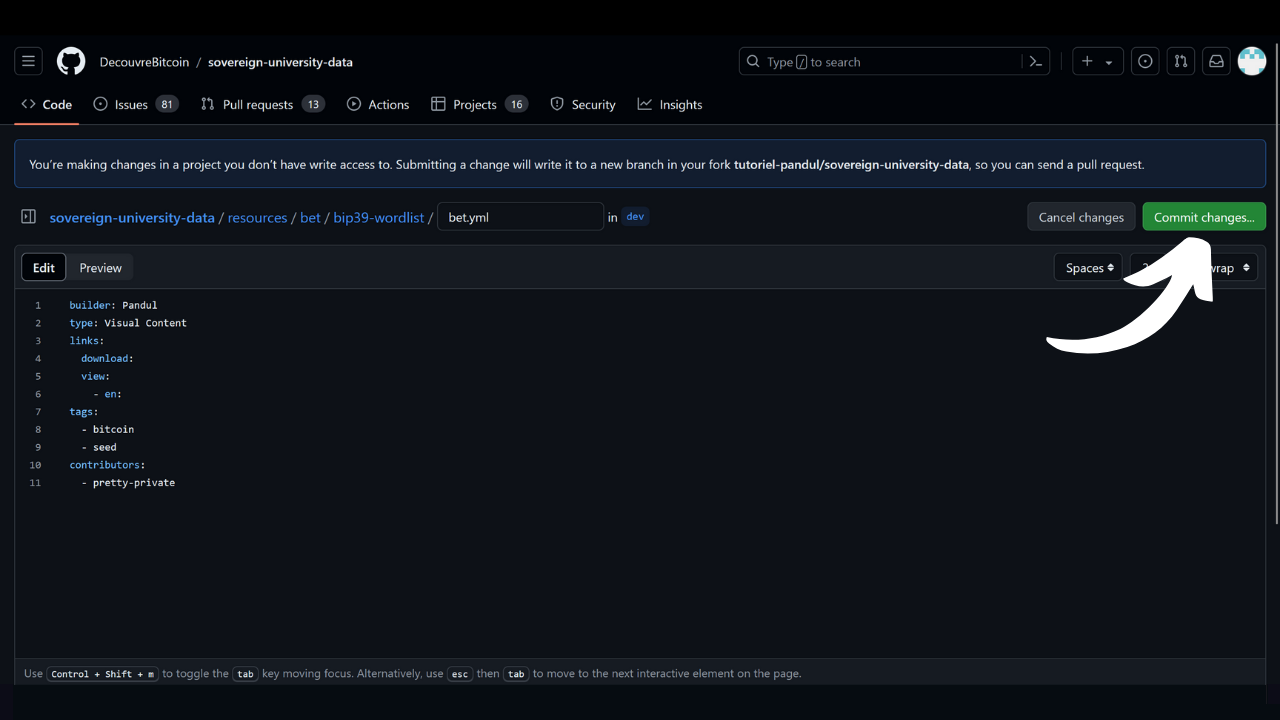 DecouvreBitcoin / sovereign-university-data
Type / to search
Code Issues 81 Pull requests 13 Actions Projects 16 Security Insights
You're making changes in a project you don't have write access to. Submitting a change will write it to a new branch in your fork tutoriel-pandul/sovereign-university-data, so you can send a pull request.
sovereign-university-data / resources / bet / bip39-wordlist / bet.yml in dev
Cancel changes Commit changes...
Edit Preview
Spaces
1 builder: Pandul
2 type: Visual Content
3 links:
4 download:
5 view:
6 - en:
7 tags:
8 - bitcoin
9 - seed
10 contributors:
11 - pretty-private
Use Control + Shift + m to toggle the tab key moving focus. Alternatively, use esc then tab to move to the next interactive element on the page.